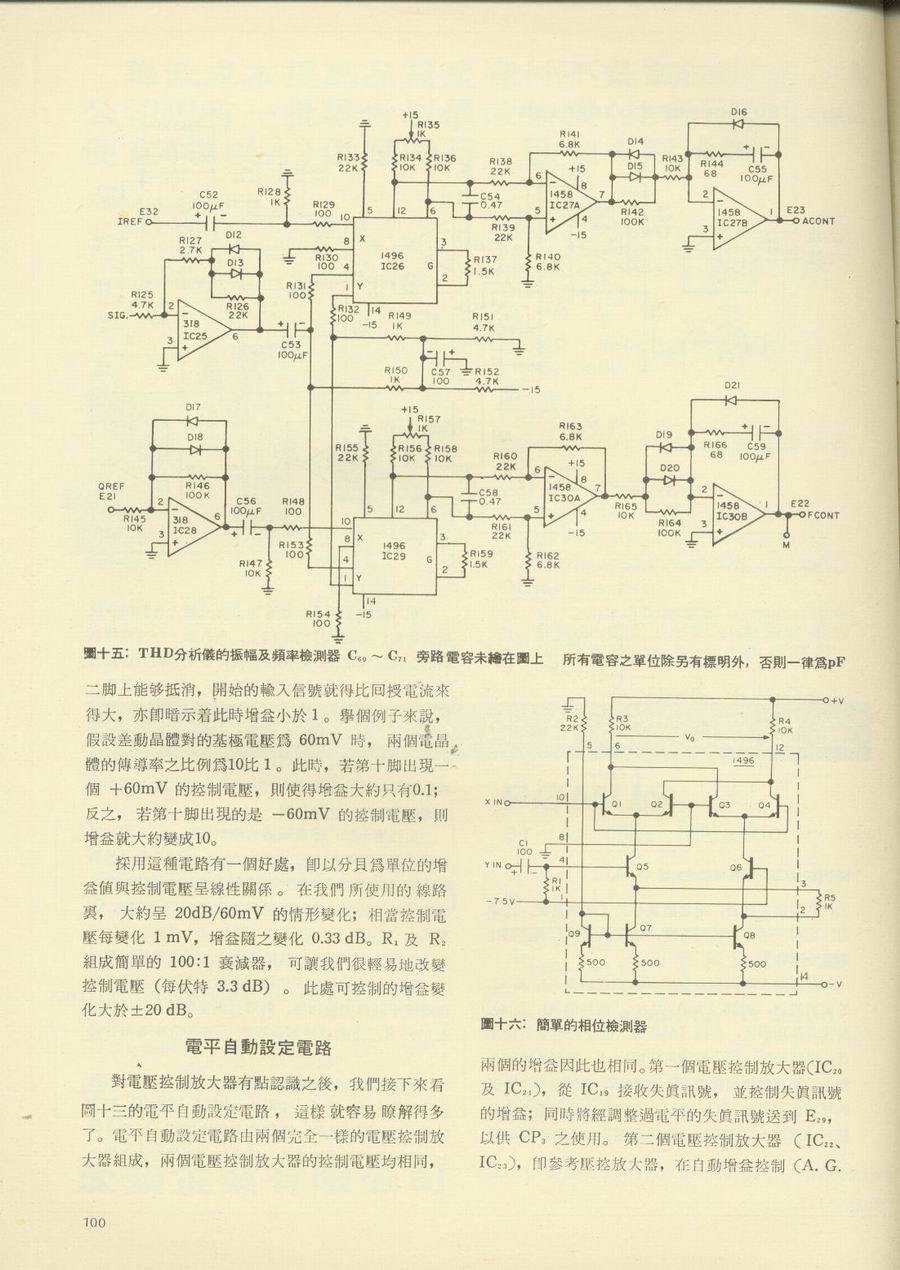 +15
R135
1K
R133
22K
R134
10K
R136
10K
R138
22K
R141
6.8K
D14
D15
R142
100K
R143
10K
D16
R144
68
C55
100μF
C52
100μF
E32
IREF
R128
1K
R129
100
R130
100
1496
IC26
X
Y
G
5
12
6
10
8
4
1
3
2
14
-15
C54
0.47
R139
22K
R140
6.8K
R137
1.5K
1458
IC27A
+15
8
4
-15
6
5
7
1458
IC27B
2
3
1
E23
ACONT
R127
2.7K
D12
D13
R126
22K
R125
4.7K
SIG.
318
IC25
2
3
6
C53
100μF
R131
100
R132
100
R149
1K
R151
4.7K
C57
100
R150
1K
R152
4.7K
-15
D17
D18
R146
100K
QREF
E21
R145
10K
318
IC28
2
3
6
C56
100μF
R148
100
R147
10K
R153
100
R154
100
R155
22K
+15
R157
1K
R156
10K
R158
10K
1496
IC29
X
Y
G
5
12
6
10
8
4
1
3
2
14
-15
R159
1.5K
R160
22K
C58
0.47
R161
22K
R162
6.8K
R163
6.8K
+15
8
1458
IC30A
6
5
7
4
-15
R165
10K
D19
D20
R164
100K
D21
R166
68
C59
100μF
1458
IC30B
2
3
1
E22
FCONT
M
圖十五: THD分析儀的振幅及頻率檢測器 C₆₀ ~ C₇₁ 旁路電容未繪在圖上 所有電容之單位除另有標明外,否則一律爲pF
二脚上能够抵消,開始的輸入信號就得比回授電流來
得大,亦卽暗示着此時增益小於1。舉個例子來說,
假設差動晶體對的基極電壓爲 60mV 時, 兩個電晶
體的傳導率之比例爲10比1。此時,若第十脚出現一
個 +60mV 的控制電壓,則使得增益大約只有0.1;
反之, 若第十脚出現的是 -60mV 的控制電壓,則
增益就大約變成10。
採用這種電路有一個好處,卽以分貝爲單位的增
益値與控制電壓呈線性關係。 在我們所使用的線路
裏, 大約呈 20dB/60mV 的情形變化;相當控制電
壓每變化 1mV, 增益隨之變化 0.33 dB。R₁ 及 R₂
組成簡單的 100:1 衰減器, 可讓我們很輕易地改變
控制電壓 (每伏特 3.3 dB) 。 此處可控制的增益變
化大於±20 dB。
電平自動設定電路
對電壓控制放大器有點認識之後,我們接下來看
圖十三的電平自動設定電路, 這樣就容易瞭解得多
了。電平自動設定電路由兩個完全一樣的電壓控制放
大器組成,兩個電壓控制放大器的控制電壓均相同,
+V
R2
22K
R3
10K
R4
10K
V₀
5
6
12
1496
X IN
10
Q1
Q2
Q3
Q4
8
C1
100
Y IN
4
Q5
Q6
R1
1K
-7.5V
1
3
2
R5
1K
Q9
Q7
Q8
500
500
500
14
-V
圖十六: 簡單的相位檢測器
兩個的增益因此也相同。第一個電壓控制放大器(IC₂₀
及 IC₂₁),從 IC₁₉ 接收失眞訊號, 並控制失眞訊號
的增益;同時將經調整過電平的失眞訊號送到 E₂₉,
以供 CP₃ 之使用。 第二個電壓控制放大器 (IC₂₂、
IC₂₃),卽參考壓控放大器,在自動增益控制 (A. G.
100